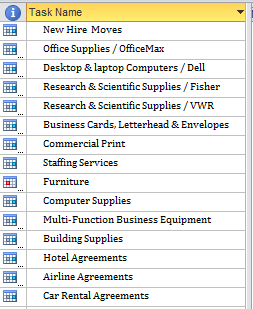 Task Name
New Hire Moves
Office Supplies / OfficeMax
Desktop & laptop Computers / Dell
Research & Scientific Supplies / Fisher
Research & Scientific Supplies / VWR
Business Cards, Letterhead & Envelopes
Commercial Print
Staffing Services
Furniture
Computer Supplies
Multi-Function Business Equipment
Building Supplies
Hotel Agreements
Airline Agreements
Car Rental Agreements